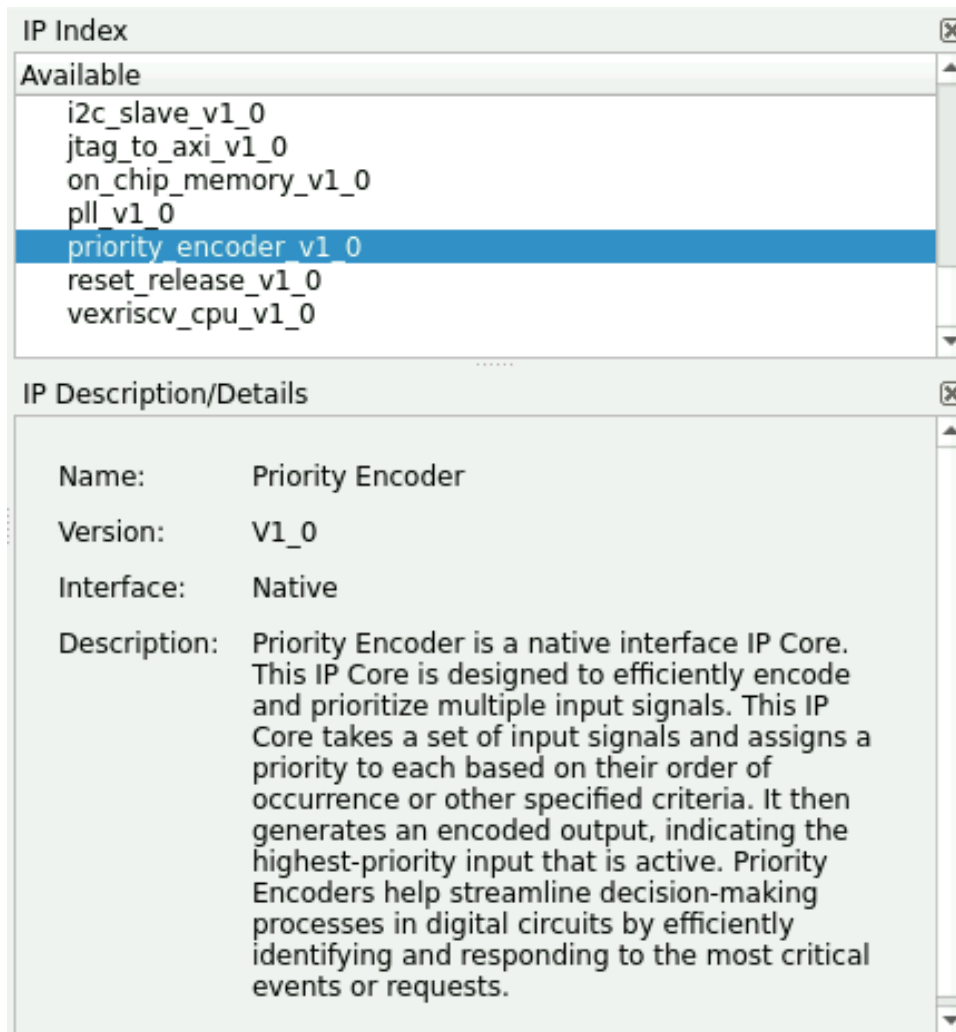 IP Index
Available
i2c_slave_v1_0
jtag_to_axi_v1_0
on_chip_memory_v1_0
pll_v1_0
priority_encoder_v1_0
reset_release_v1_0
vexriscv_cpu_v1_0
IP Description/Details
Name: Priority Encoder
Version: V1_0
Interface: Native
Description: Priority Encoder is a native interface IP Core.
This IP Core is designed to efficiently encode
and prioritize multiple input signals. This IP
Core takes a set of input signals and assigns a
priority to each based on their order of
occurrence or other specified criteria. It then
generates an encoded output, indicating the
highest-priority input that is active. Priority
Encoders help streamline decision-making
processes in digital circuits by efficiently
identifying and responding to the most critical
events or requests.